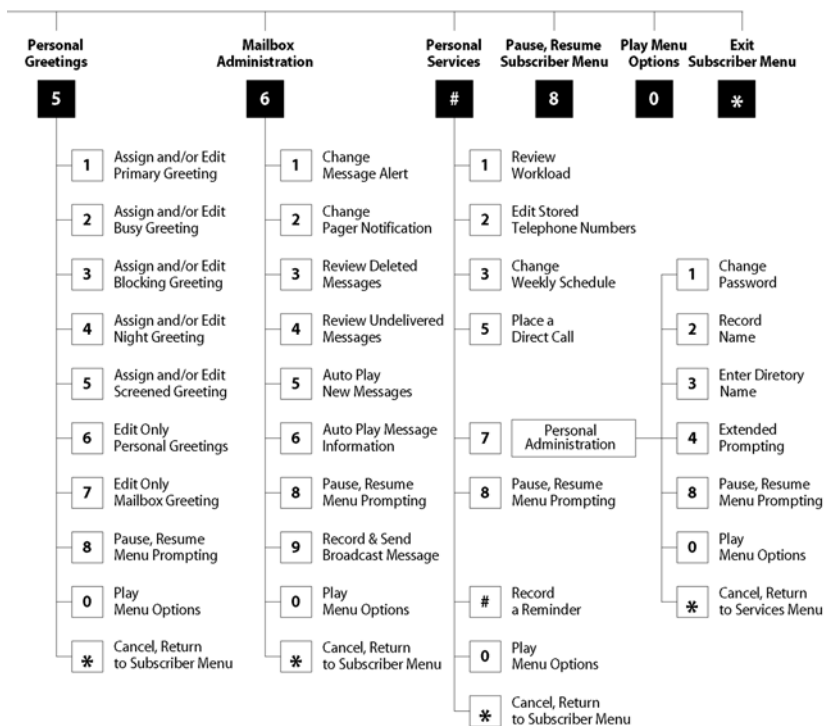 Personal
Greetings
5
1
Assign and/or Edit
Primary Greeting
2
Assign and/or Edit
Busy Greeting
3
Assign and/or Edit
Blocking Greeting
4
Assign and/or Edit
Night Greeting
5
Assign and/or Edit
Screened Greeting
6
Edit Only
Personal Greetings
7
Edit Only
Mailbox Greeting
8
Pause, Resume
Menu Prompting
0
Play
Menu Options
*
Cancel, Return
to Subscriber Menu
Mailbox
Administration
6
1
Change
Message Alert
2
Change
Pager Notification
3
Review Deleted
Messages
4
Review Undelivered
Messages
5
Auto Play
New Messages
6
Auto Play Message
Information
8
Pause, Resume
Menu Prompting
9
Record & Send
Broadcast Message
0
Play
Menu Options
*
Cancel, Return
to Subscriber Menu
Personal
Services
#
1
Review
Workload
2
Edit Stored
Telephone Numbers
3
Change
Weekly Schedule
5
Place a
Direct Call
7
Personal
Administration
8
Pause, Resume
Menu Prompting
#
Record
a Reminder
0
Play
Menu Options
*
Cancel, Return
to Subscriber Menu
1
Change
Password
2
Record
Name
3
Enter Diretory
Name
4
Extended
Prompting
8
Pause, Resume
Menu Prompting
0
Play
Menu Options
*
Cancel, Return
to Services Menu
Pause, Resume
Subscriber Menu
8
Play Menu
Options
0
Exit
Subscriber Menu
*